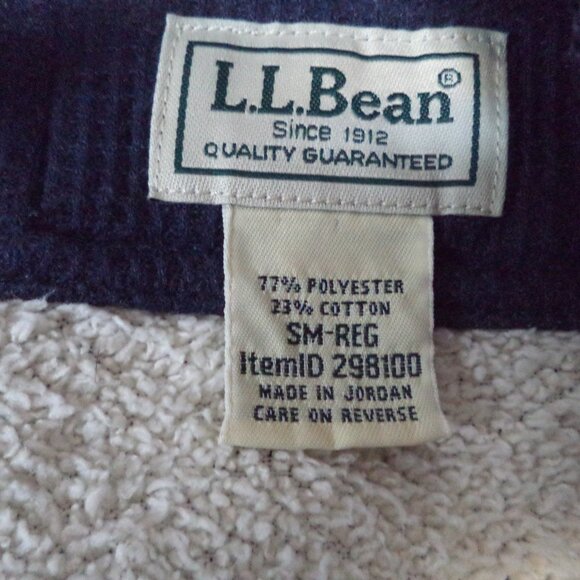 L.L.Bean®
Since 1912
QUALITY GUARANTEED
77% POLYESTER
23% COTTON
SM-REG
ItemID 298100
MADE IN JORDAN
CARE ON REVERSE